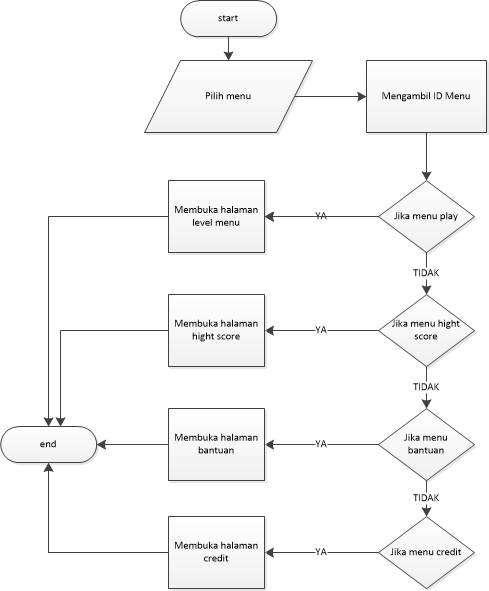 start
Pilih menu
Mengambil ID Menu
Membuka halaman
level menu
YA
Jika menu play
TIDAK
Membuka halaman
hight score
YA
Jika menu hight
score
TIDAK
end
Membuka halaman
bantuan
YA
Jika menu
bantuan
TIDAK
Membuka halaman
credit
YA
Jika menu credit